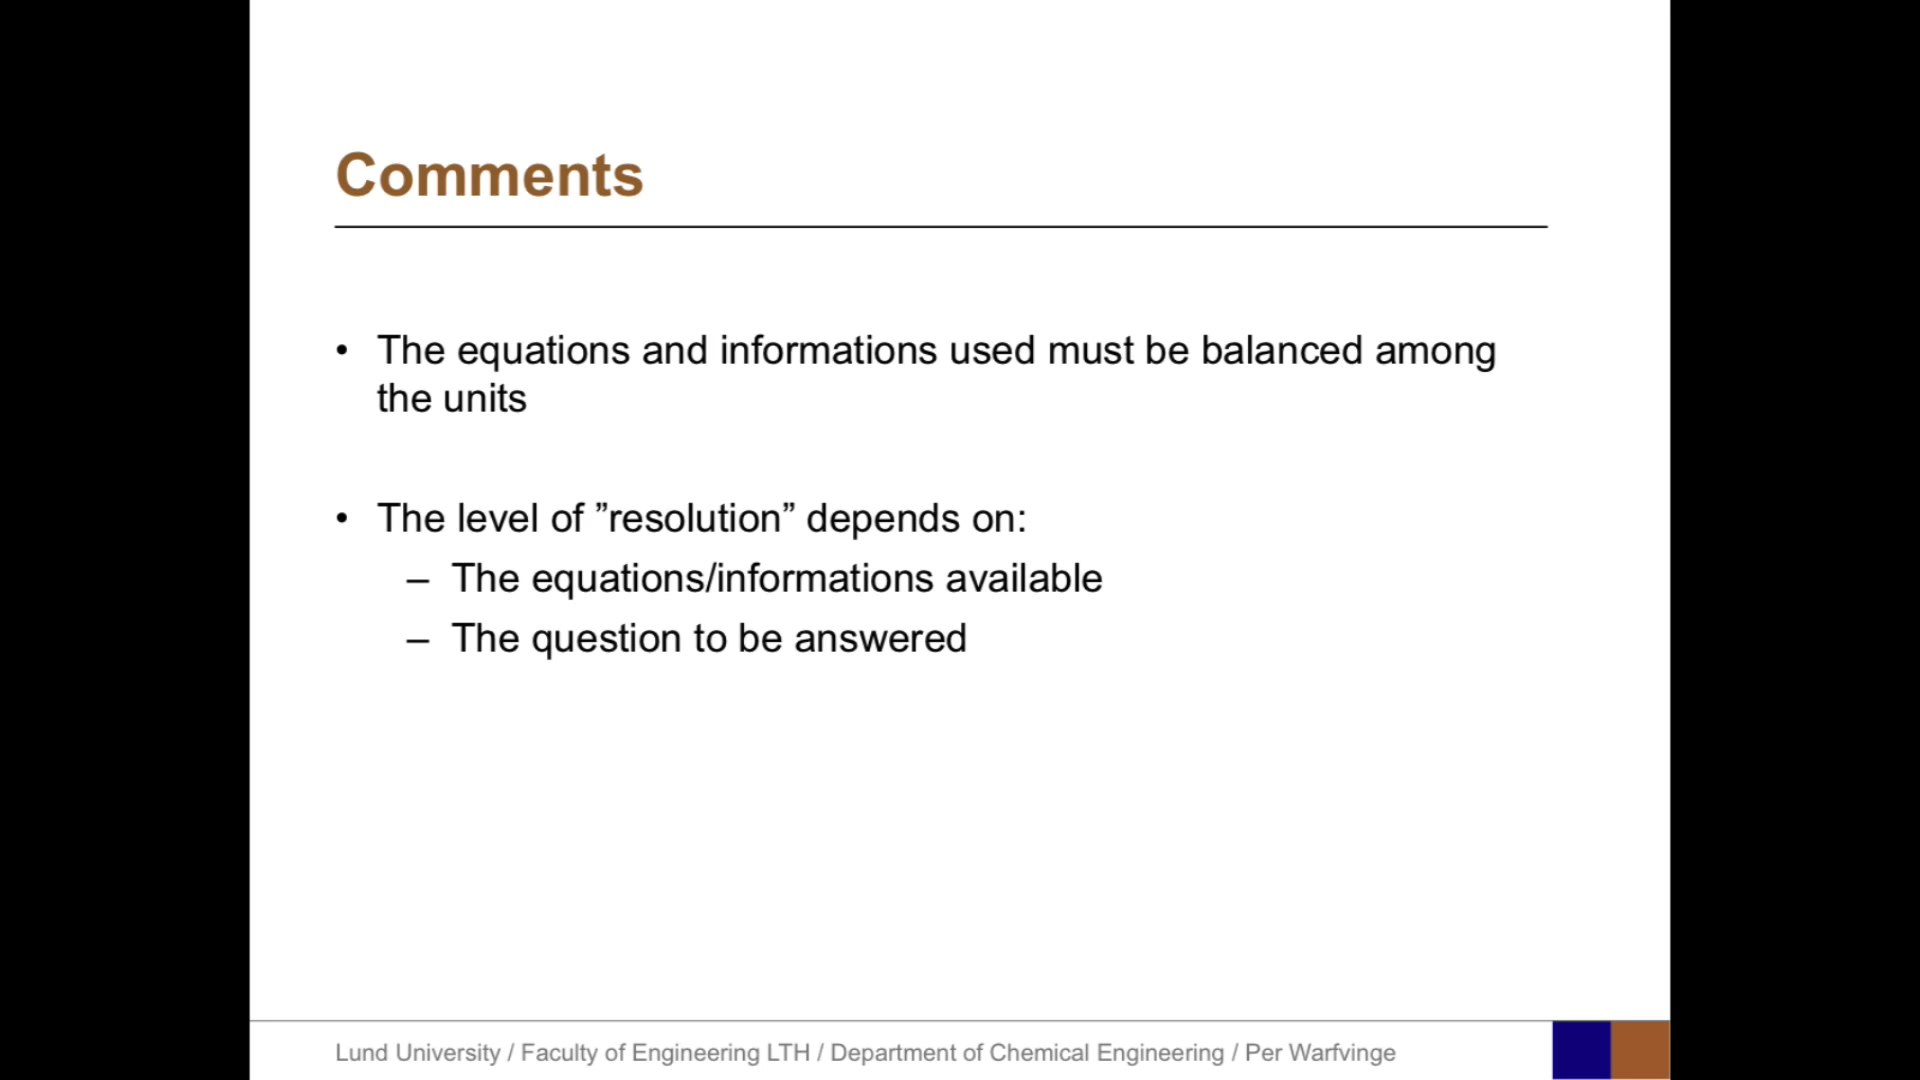 Comments
• The equations and informations used must be balanced among
the units
• The level of ”resolution” depends on:
– The equations/informations available
– The question to be answered
Lund University / Faculty of Engineering LTH / Department of Chemical Engineering / Per Warfvinge